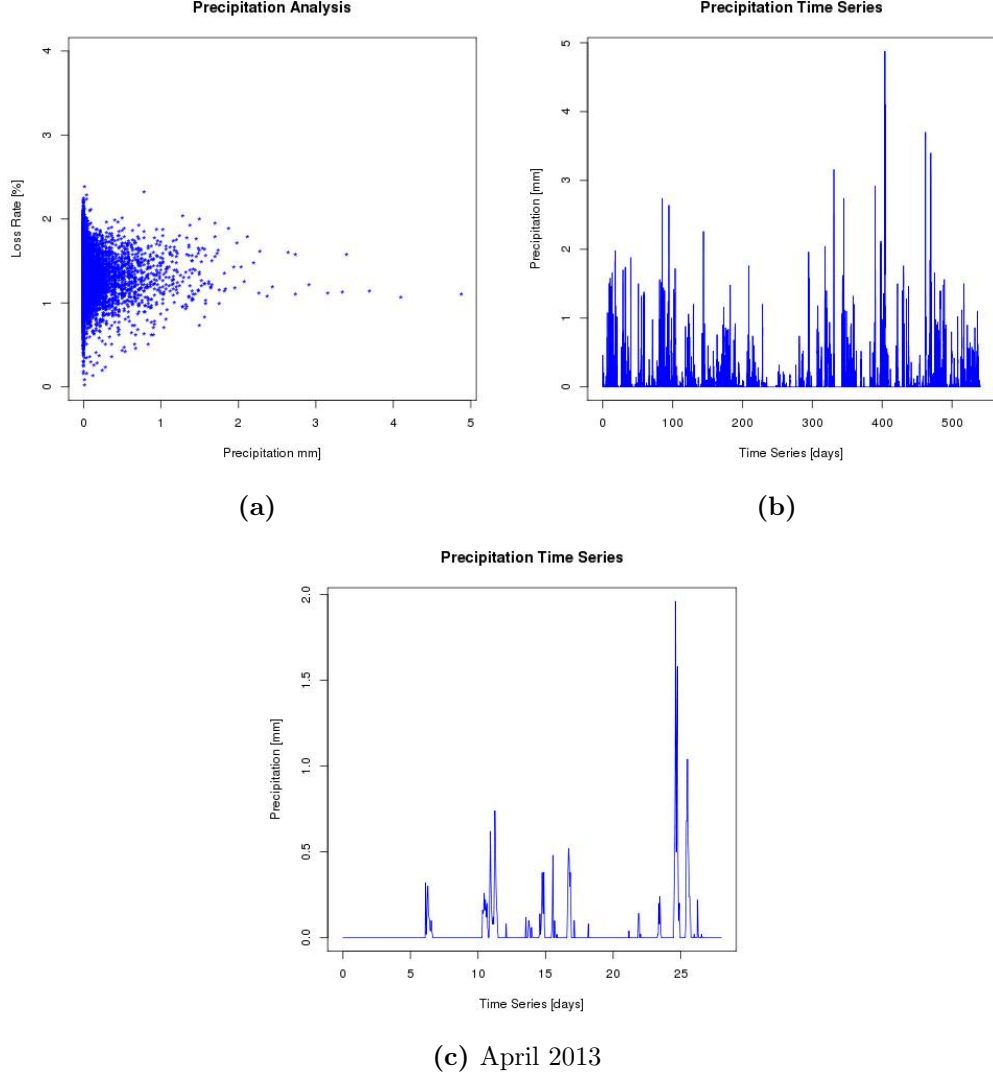 Precipitation Analysis
4
3
2
1
0
Loss Rate [%]
0 1 2 3 4 5
Precipitation mm]
(a)
Precipitation Time Series
5
4
3
2
1
0
Precipitation [mm]
0 100 200 300 400 500
Time Series [days]
(b)
Precipitation Time Series
2.0
1.5
1.0
0.5
0.0
Precipitation [mm]
0 5 10 15 20 25
Time Series [days]
(c) April 2013